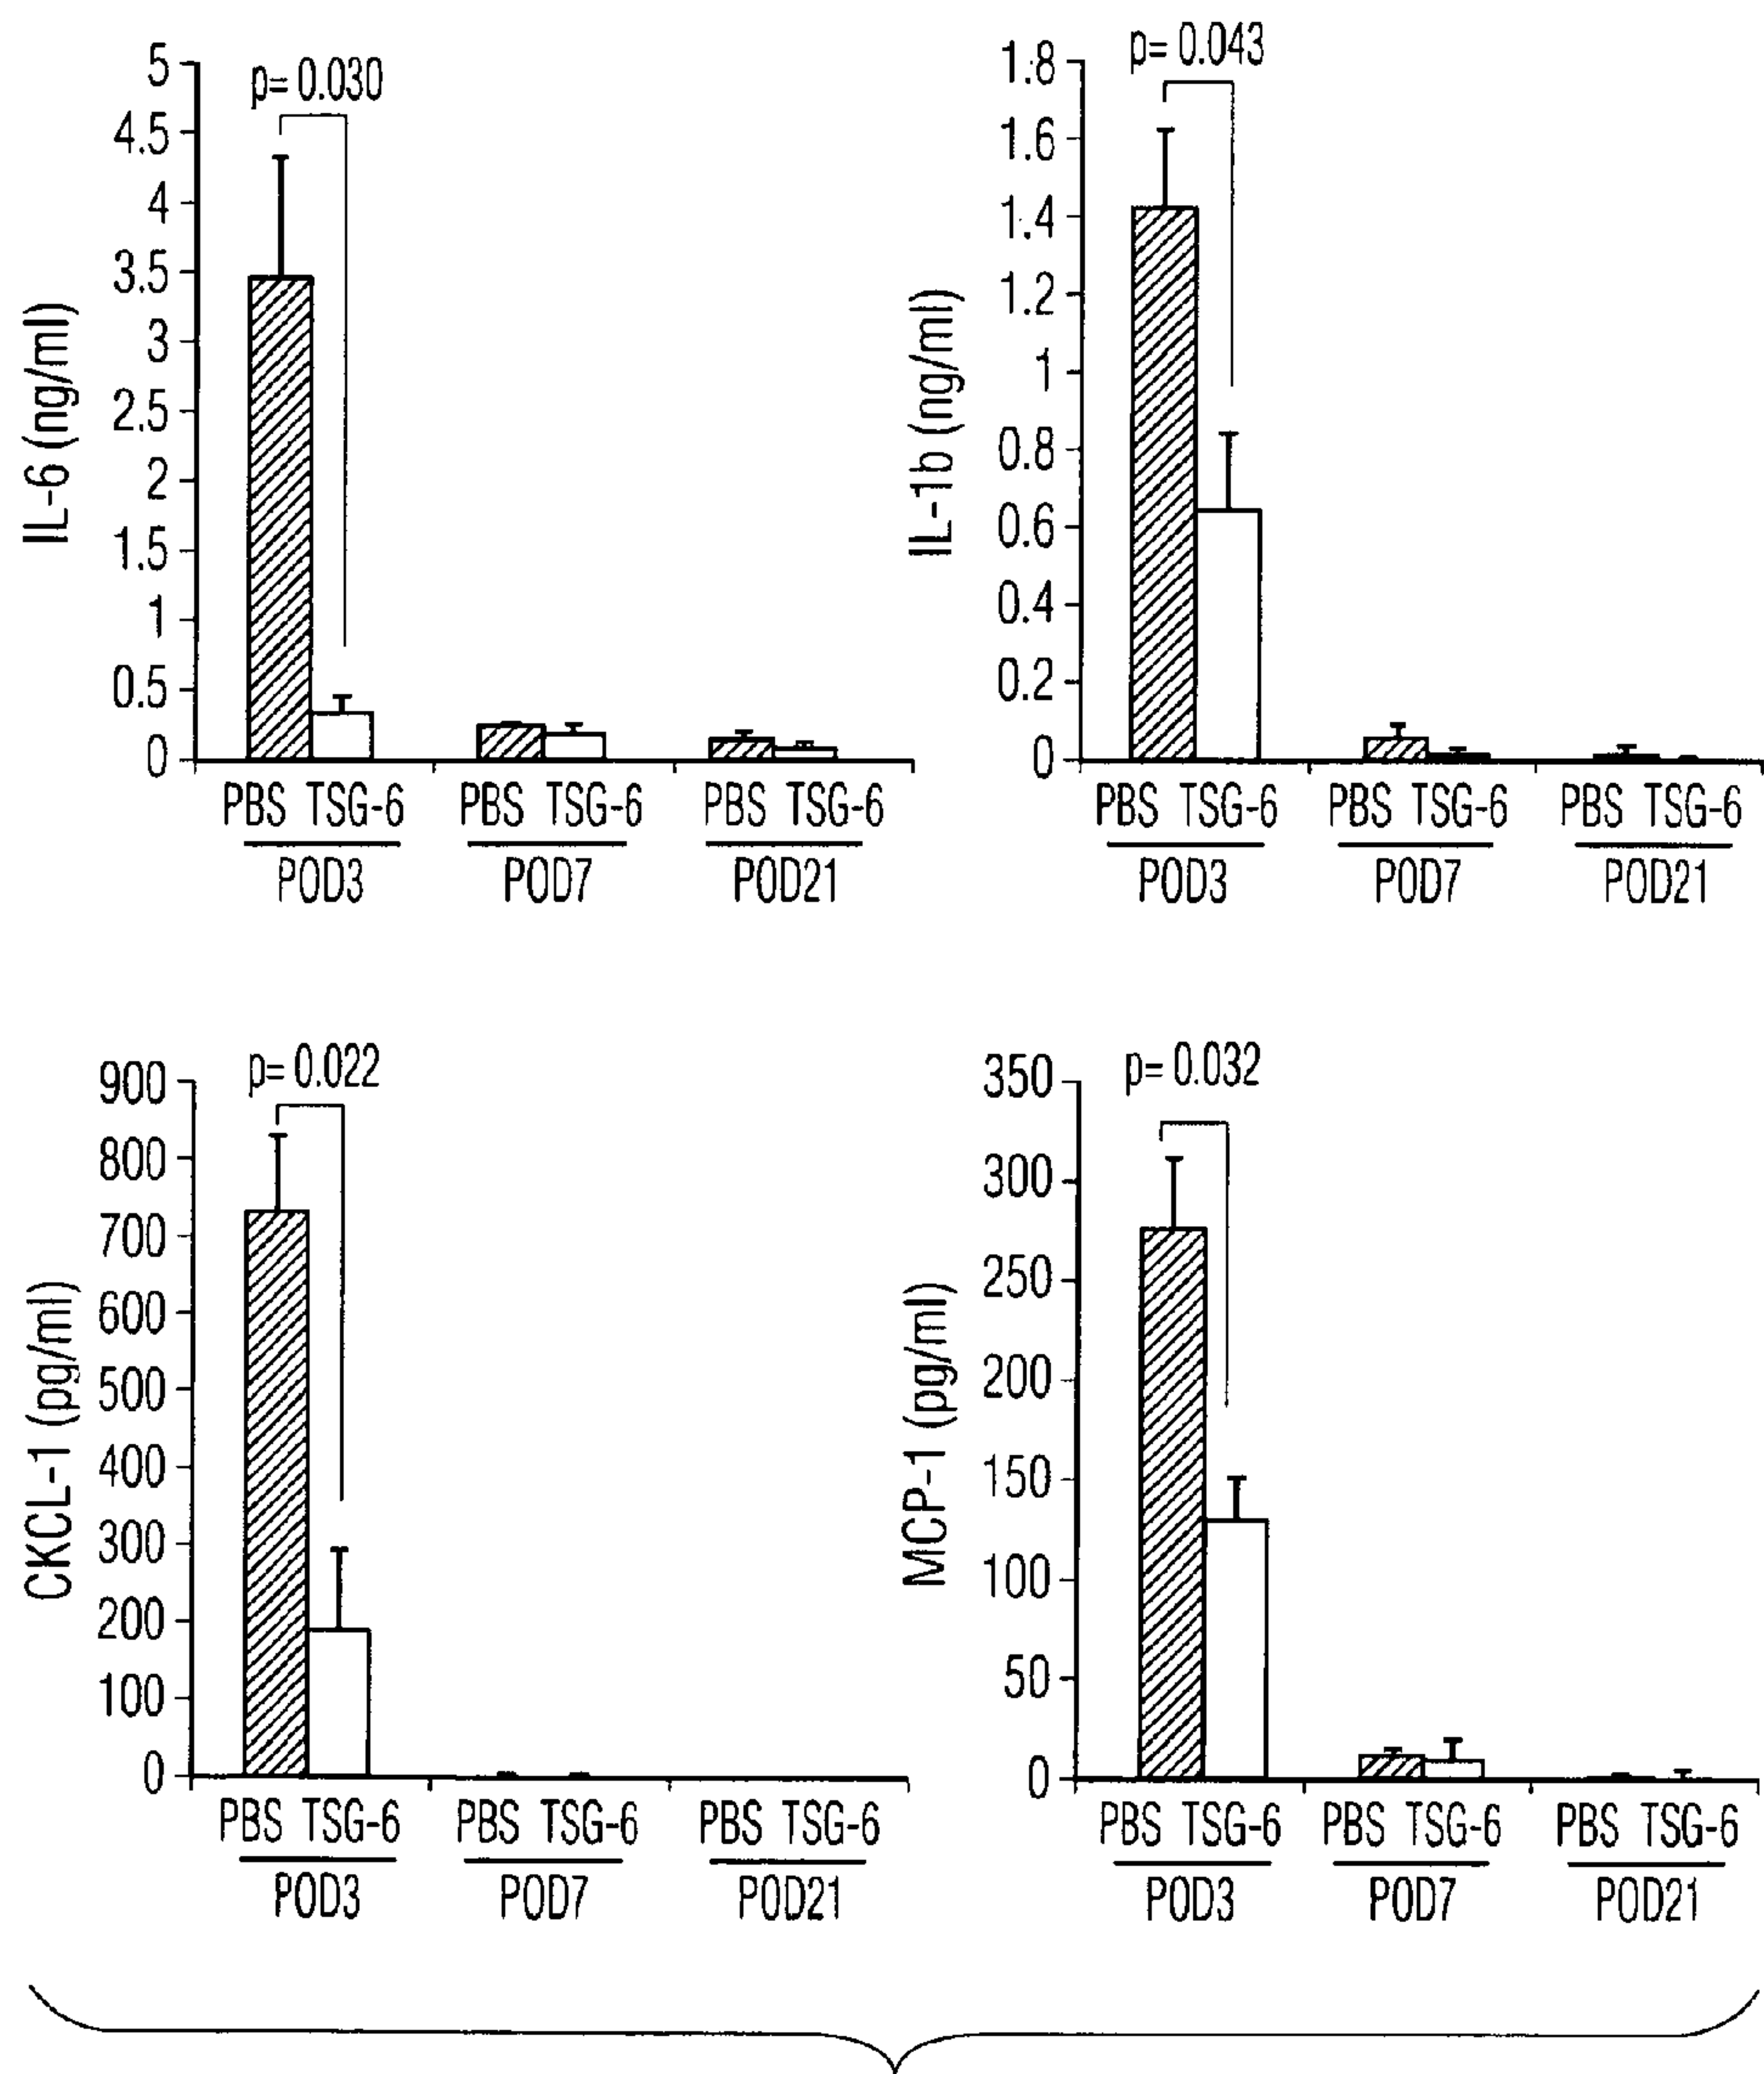 p= 0.030
IL-6 (ng/ml)
5
4.5
4
3.5
3
2.5
2
1.5
1
0.5
0
PBS TSG-6 PBS TSG-6 PBS TSG-6
POD3 POD7 POD21
p= 0.043
IL-1b (ng/ml)
1.8
1.6
1.4
1.2
1
0.8
0.6
0.4
0.2
0
PBS TSG-6 PBS TSG-6 PBS TSG-6
POD3 POD7 POD21
p= 0.022
CKCL-1 (pg/ml)
900
800
700
600
500
400
300
200
100
0
PBS TSG-6 PBS TSG-6 PBS TSG-6
POD3 POD7 POD21
p= 0.032
MCP-1 (pg/ml)
350
300
250
200
150
100
50
0
PBS TSG-6 PBS TSG-6 PBS TSG-6
POD3 POD7 POD21